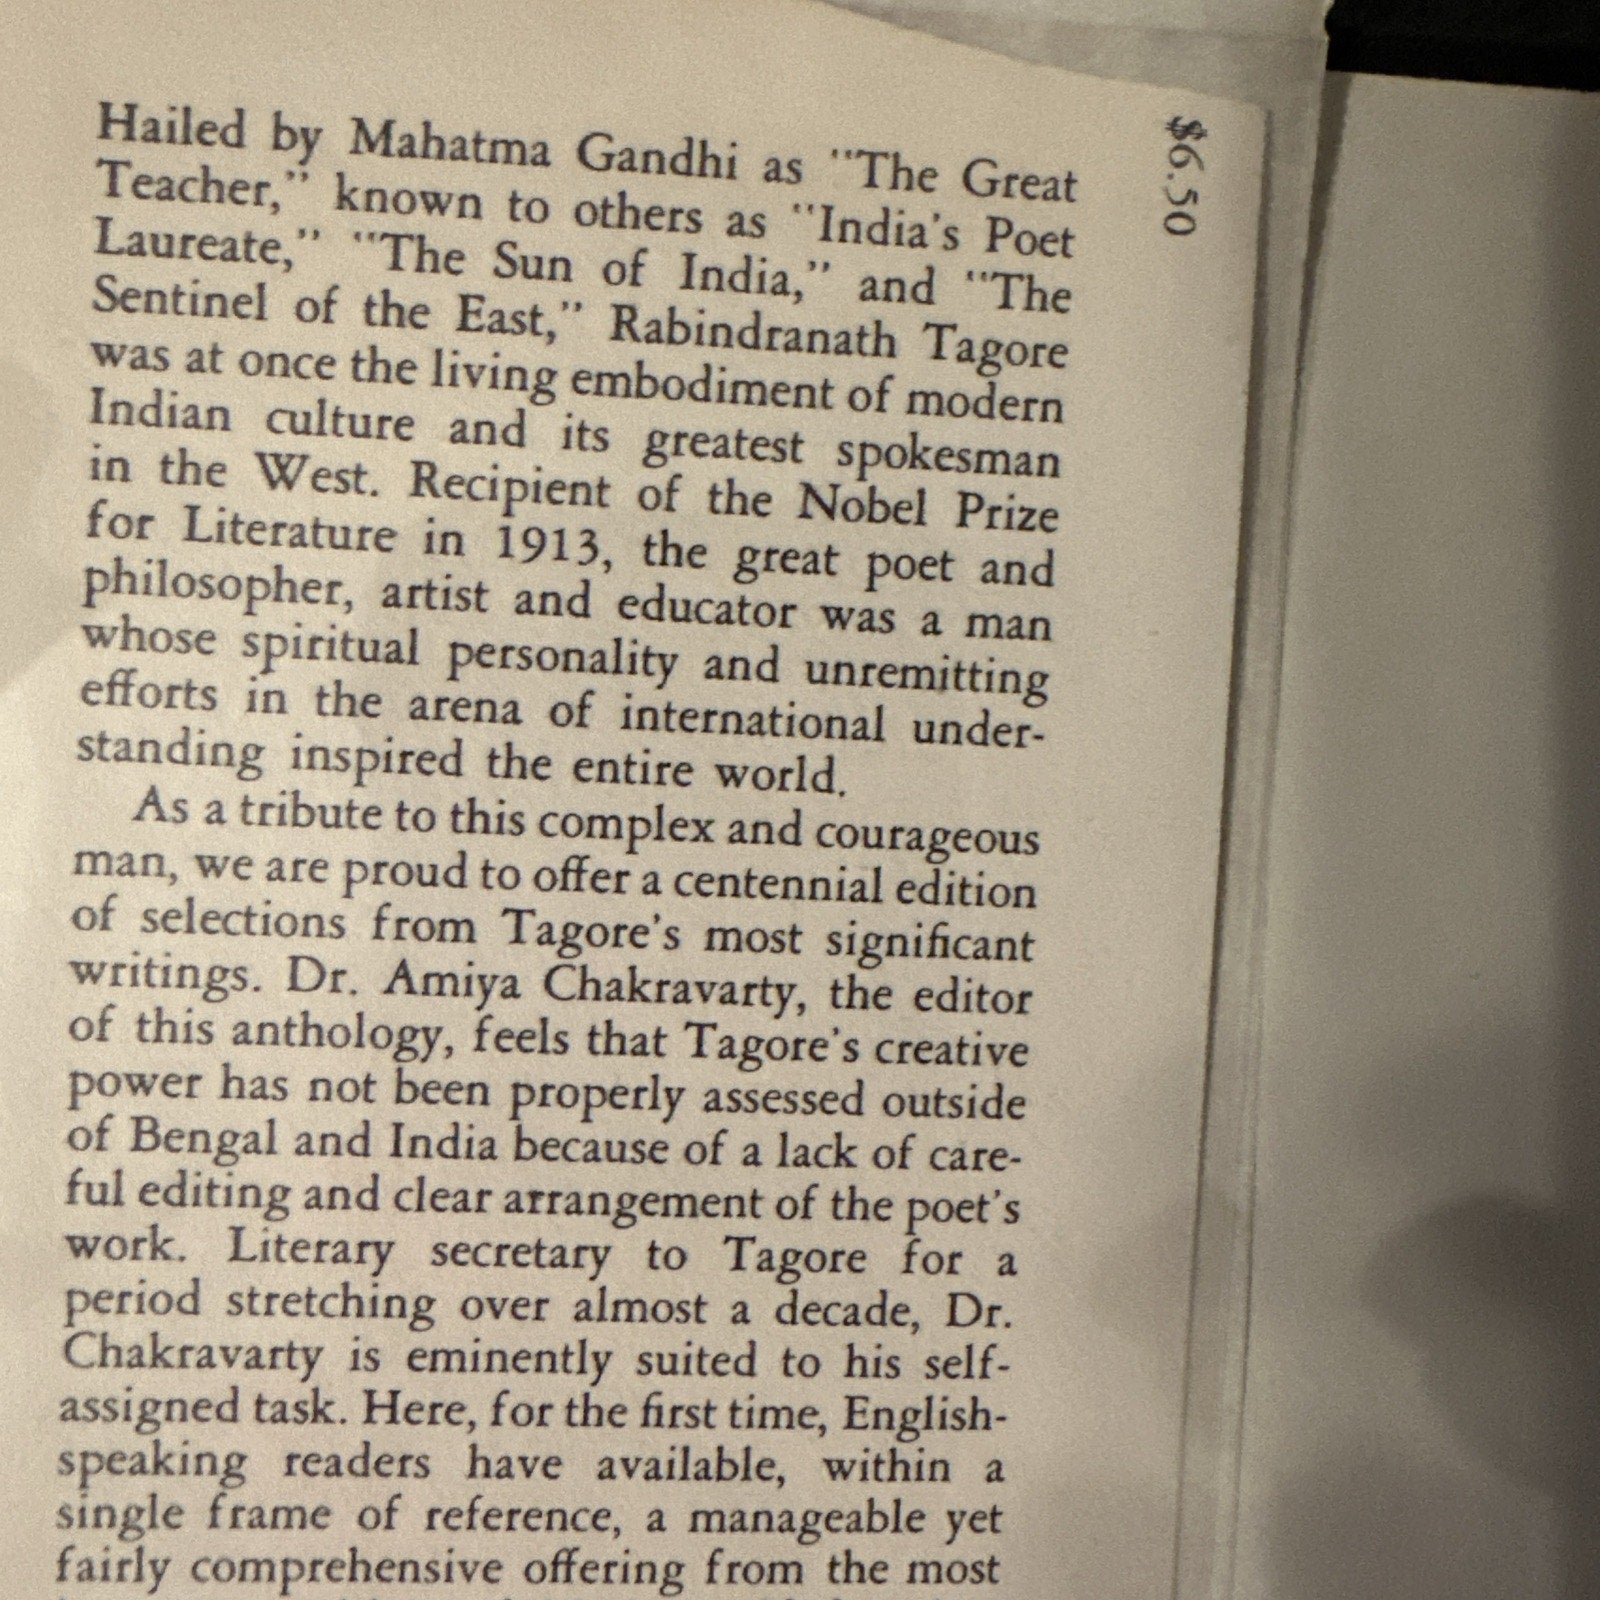 $6.50
Hailed by Mahatma Gandhi as "The Great
Teacher," known to others as "India's Poet
Laureate," "The Sun of India," and "The
Sentinel of the East," Rabindranath Tagore
was at once the living embodiment of modern
Indian culture and its greatest spokesman
in the West. Recipient of the Nobel Prize
for Literature in 1913, the great poet and
philosopher, artist and educator was a man
whose spiritual personality and unremitting
efforts in the arena of international under-
standing inspired the entire world.
As a tribute to this complex and courageous
man, we are proud to offer a centennial edition
of selections from Tagore's most significant
writings. Dr. Amiya Chakravarty, the editor
of this anthology, feels that Tagore's creative
power has not been properly assessed outside
of Bengal and India because of a lack of care-
ful editing and clear arrangement of the poet's
work. Literary secretary to Tagore for a
period stretching over almost a decade, Dr.
Chakravarty is eminently suited to his self-
assigned task. Here, for the first time, English-
speaking readers have available, within a
single frame of reference, a manageable yet
fairly comprehensive offering from the most